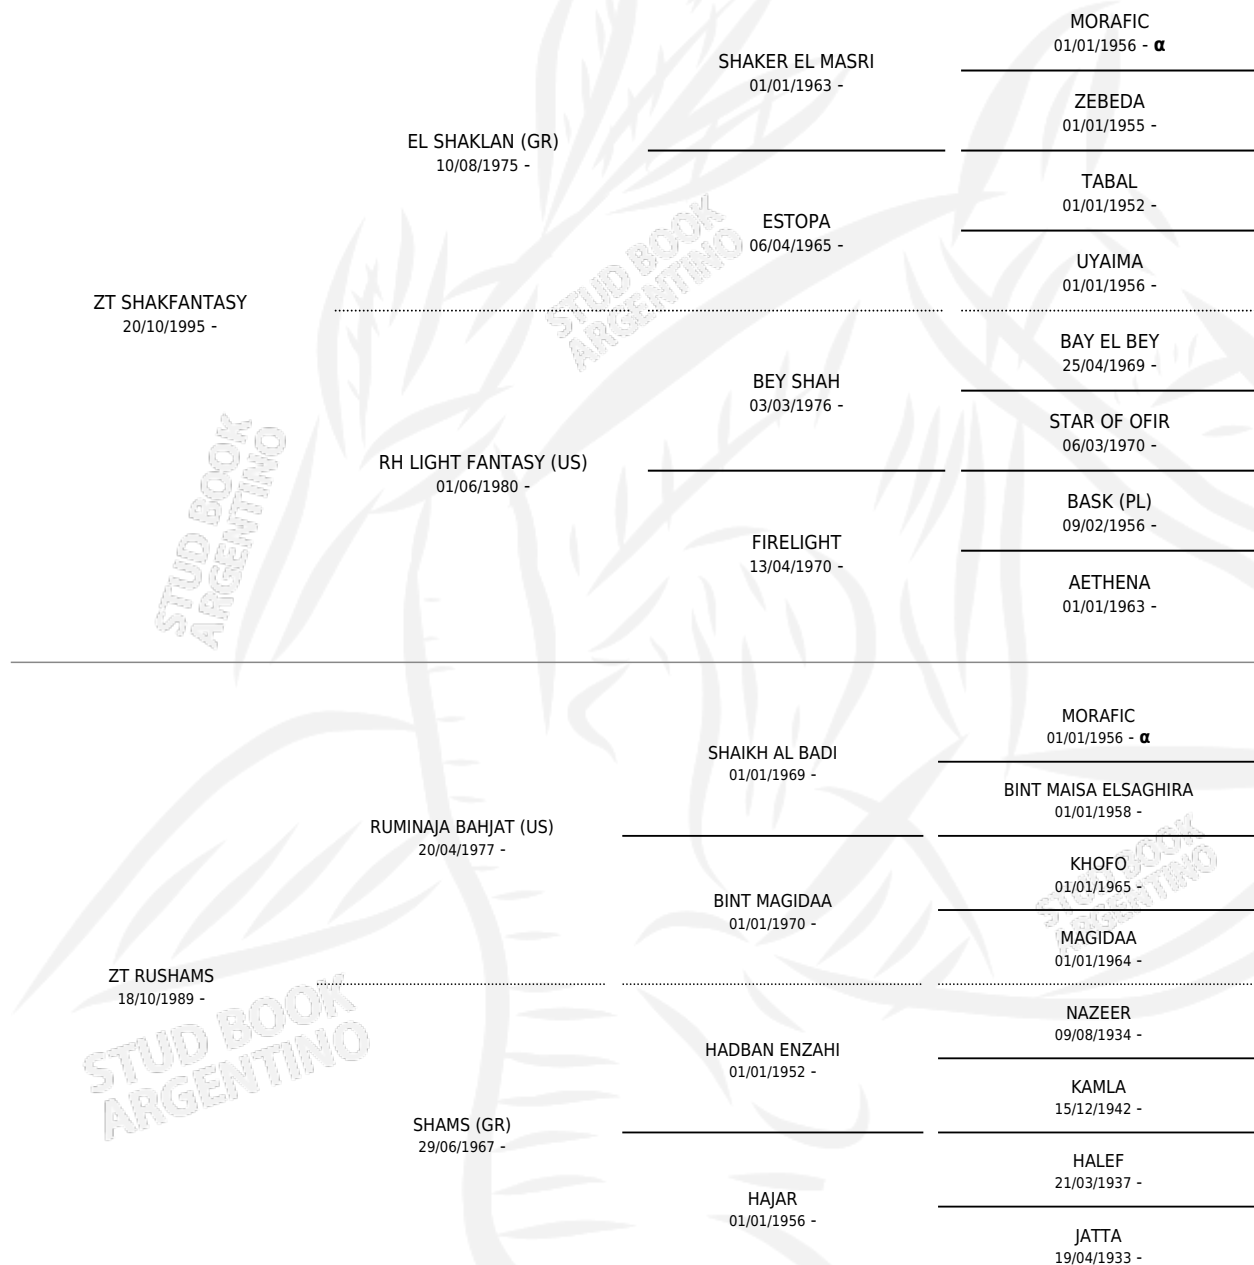 MORAFIC
01/01/1956 - α
SHAKER EL MASRI
01/01/1963 -
ZEBEDA
01/01/1955 -
EL SHAKLAN (GR)
10/08/1975 -
TABAL
01/01/1952 -
ESTOPA
06/04/1965 -
UYAIMA
01/01/1956 -
ZT SHAKFANTASY
20/10/1995 -
STUD BOOK
ARGENTINO
BAY EL BEY
25/04/1969 -
BEY SHAH
03/03/1976 -
STAR OF OFIR
06/03/1970 -
RH LIGHT FANTASY (US)
01/06/1980 -
STUD BOOK
ARGENTINO
BASK (PL)
09/02/1956 -
FIRELIGHT
13/04/1970 -
AETHENA
01/01/1963 -
MORAFIC
01/01/1956 - α
SHAIKH AL BADI
01/01/1969 -
BINT MAISA ELSAGHIRA
01/01/1958 -
RUMINAJA BAHJAT (US)
20/04/1977 -
STUD BOOK
ARGENTINO
KHOFO
01/01/1965 -
BINT MAGIDAA
01/01/1970 -
MAGIDAA
01/01/1964 -
ZT RUSHAMS
18/10/1989 -
STUD BOOK
ARGENTINO
NAZEER
09/08/1934 -
HADBAN ENZAHI
01/01/1952 -
KAMLA
15/12/1942 -
SHAMS (GR)
29/06/1967 -
HALEF
21/03/1937 -
HAJAR
01/01/1956 -
JATTA
19/04/1933 -